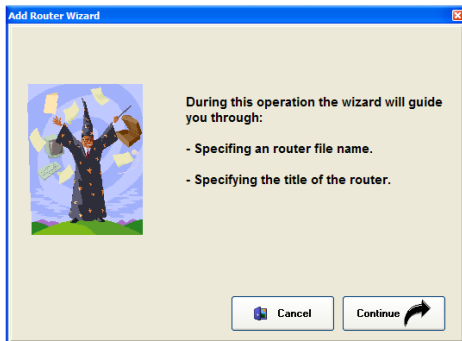 Add Router Wizard
During this operation the wizard will guide
you through:
- Specifing an router file name.
- Specifying the title of the router.
Cancel
Continue